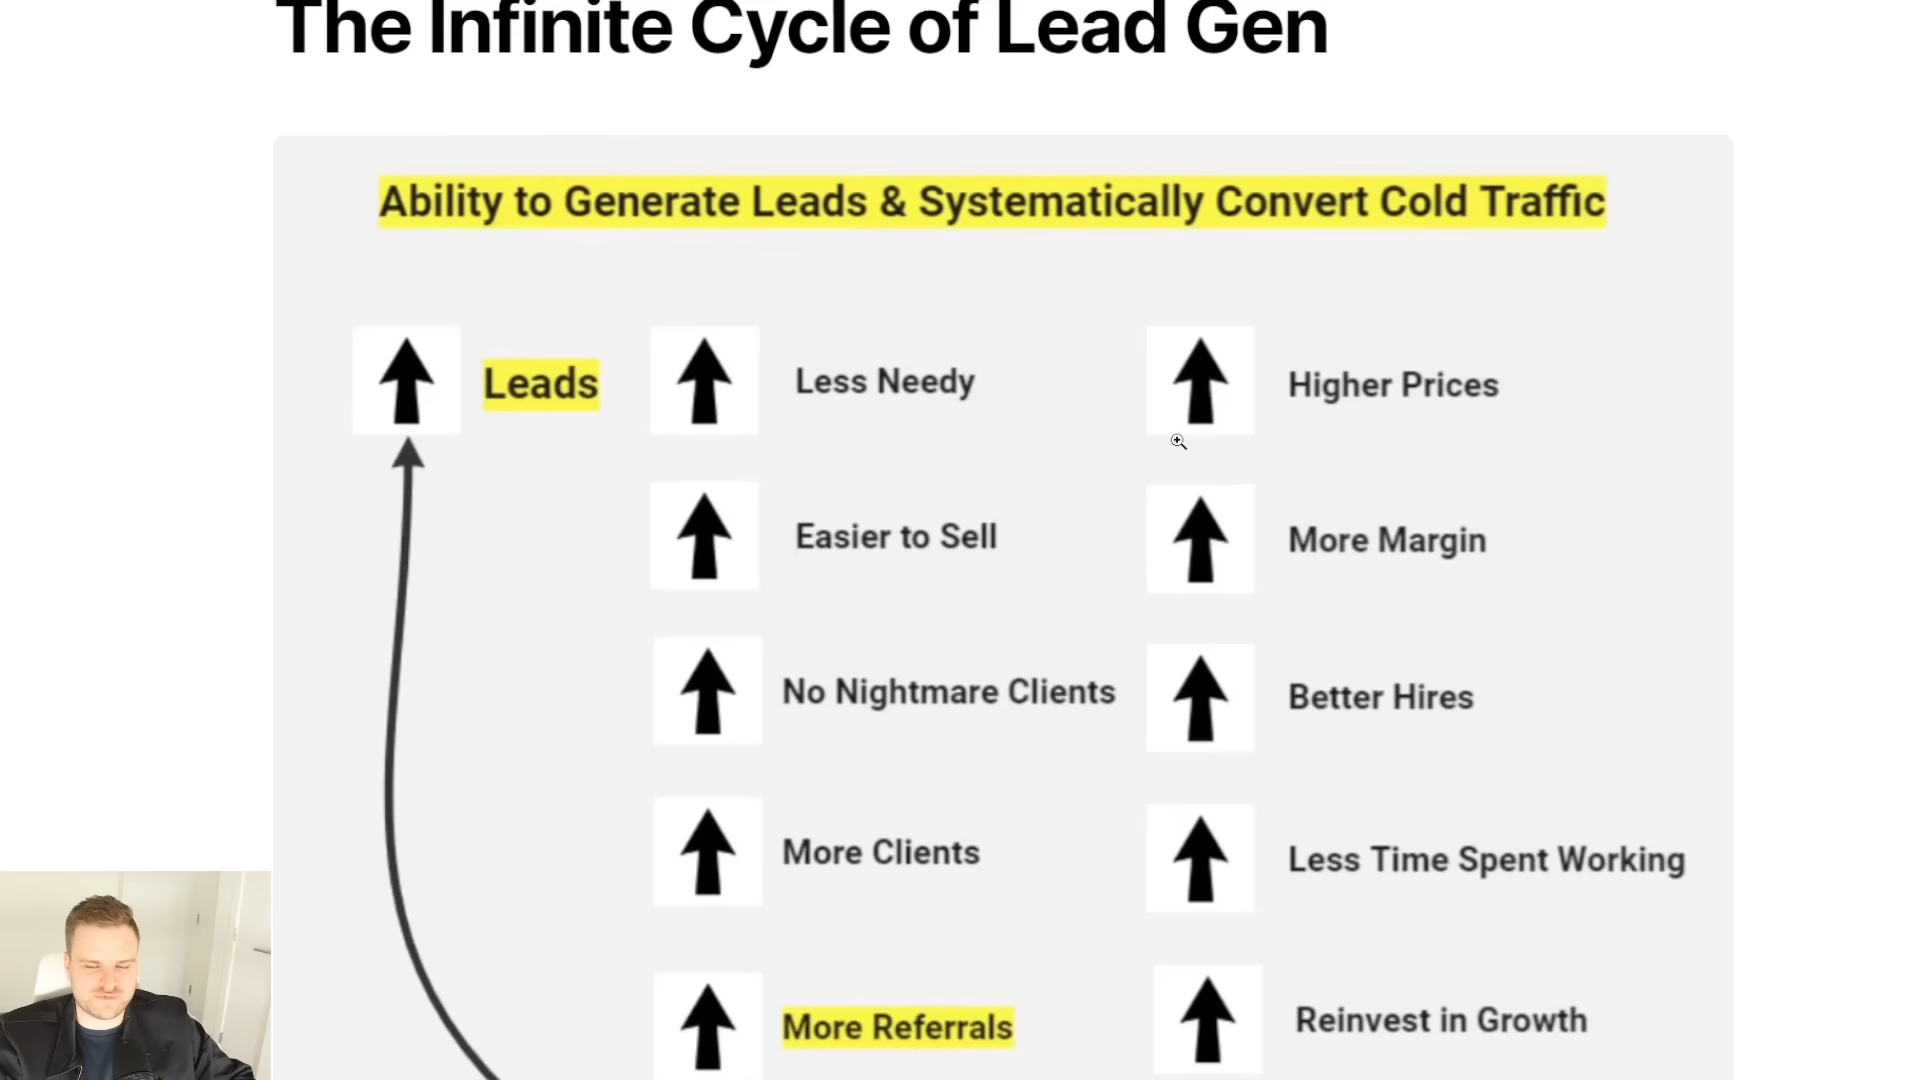 The Infinite Cycle of Lead Gen
Ability to Generate Leads & Systematically Convert Cold Traffic
Leads
Less Needy
Higher Prices
Easier to Sell
More Margin
No Nightmare Clients
Better Hires
More Clients
Less Time Spent Working
More Referrals
Reinvest in Growth